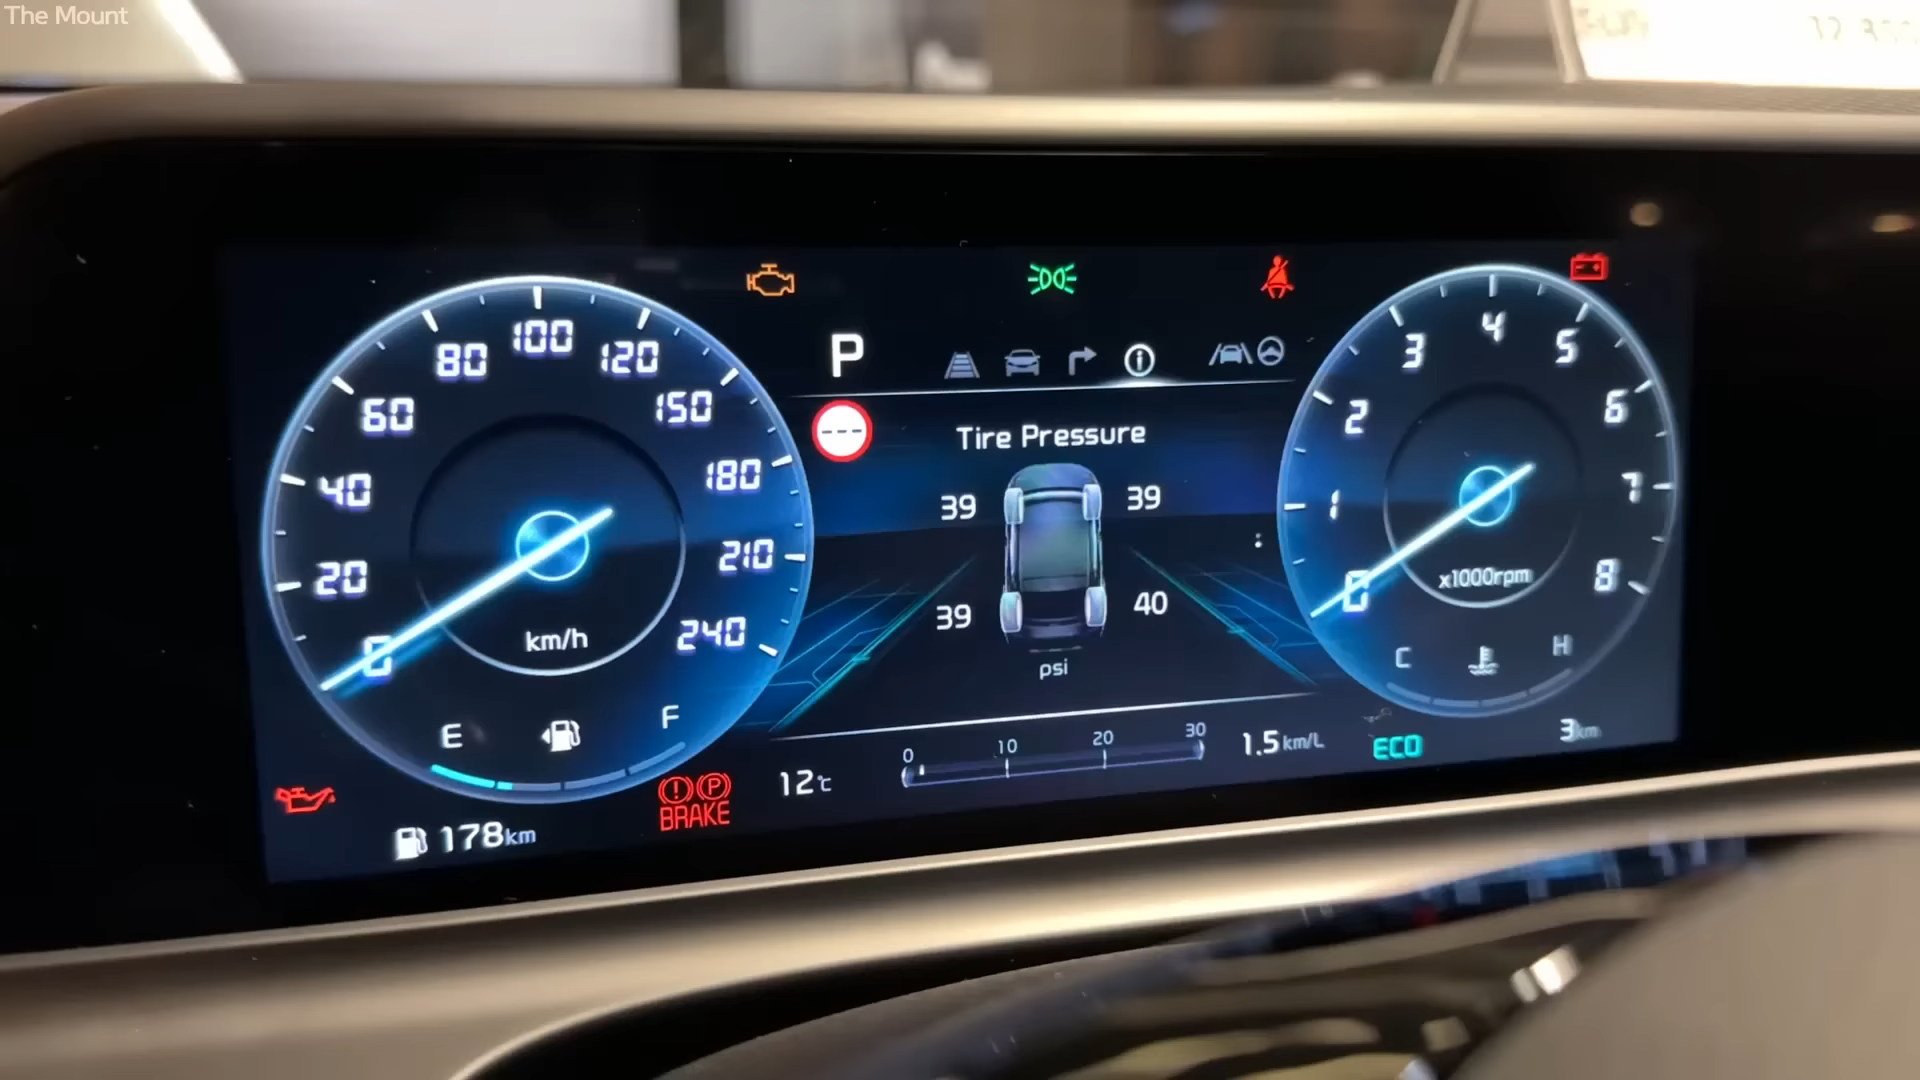 The Mount
P
Tire Pressure
39
39
39
40
psi
0
20
40
60
80
100
120
150
180
210
240
km/h
E
F
178km
BRAKE
P
12℃
0
10
20
30
1.5 km/L
ECO
3km
0
1
2
3
4
5
6
7
8
x1000rpm
C
H